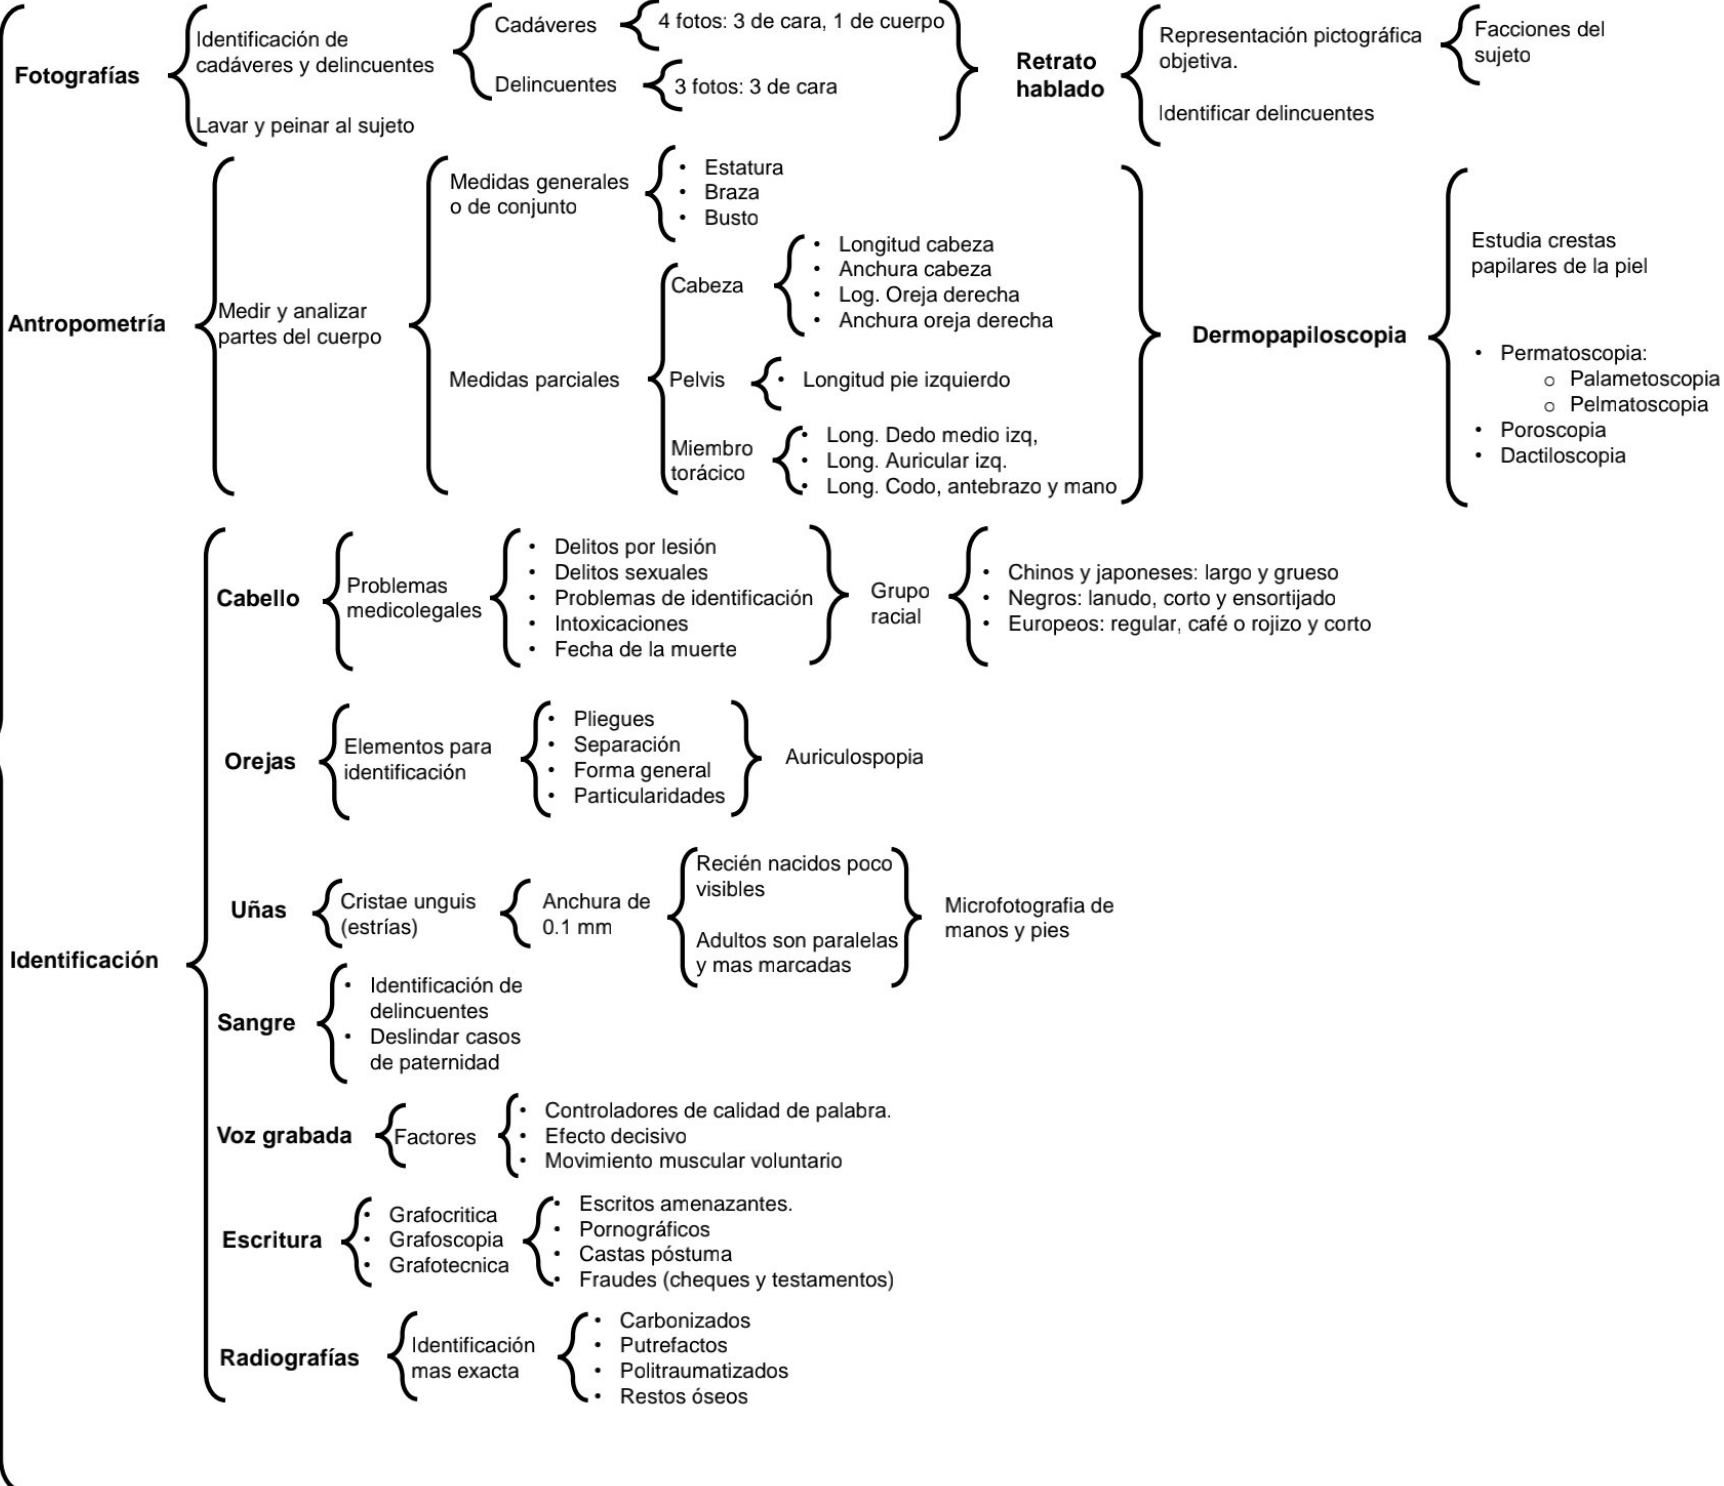 Fotografías
Identificación de
cadáveres y delincuentes
Lavar y peinar al sujeto
Cadáveres
4 fotos: 3 de cara, 1 de cuerpo
Delincuentes
3 fotos: 3 de cara
Retrato
hablado
Representación pictográfica
objetiva.
Identificar delincuentes
Facciones del
sujeto
Antropometría
Medir y analizar
partes del cuerpo
Medidas generales
o de conjunto
• Estatura
• Braza
• Busto
Medidas parciales
Cabeza
• Longitud cabeza
• Anchura cabeza
• Log. Oreja derecha
• Anchura oreja derecha
Pelvis
• Longitud pie izquierdo
Miembro
torácico
• Long. Dedo medio izq,
• Long. Auricular izq.
• Long. Codo, antebrazo y mano
Dermopapiloscopia
Estudia crestas
papilares de la piel
• Permatoscopia:
o Palametoscopia
o Pelmatoscopia
• Poroscopia
• Dactiloscopia
Identificación
Cabello
Problemas
medicolegales
• Delitos por lesión
• Delitos sexuales
• Problemas de identificación
• Intoxicaciones
• Fecha de la muerte
Grupo
racial
• Chinos y japoneses: largo y grueso
• Negros: lanudo, corto y ensortijado
• Europeos: regular, café o rojizo y corto
Orejas
Elementos para
identificación
• Pliegues
• Separación
• Forma general
• Particularidades
Auriculospopia
Uñas
Cristae unguis
(estrías)
Anchura de
0.1 mm
Recién nacidos poco
visibles
Adultos son paralelas
y mas marcadas
Microfotografia de
manos y pies
Sangre
• Identificación de
delincuentes
• Deslindar casos
de paternidad
Voz grabada
Factores
• Controladores de calidad de palabra.
• Efecto decisivo
• Movimiento muscular voluntario
Escritura
• Grafocritica
• Grafoscopia
• Grafotecnica
• Escritos amenazantes.
• Pornográficos
• Castas póstuma
• Fraudes (cheques y testamentos)
Radiografías
Identificación
mas exacta
• Carbonizados
• Putrefactos
• Politraumatizados
• Restos óseos